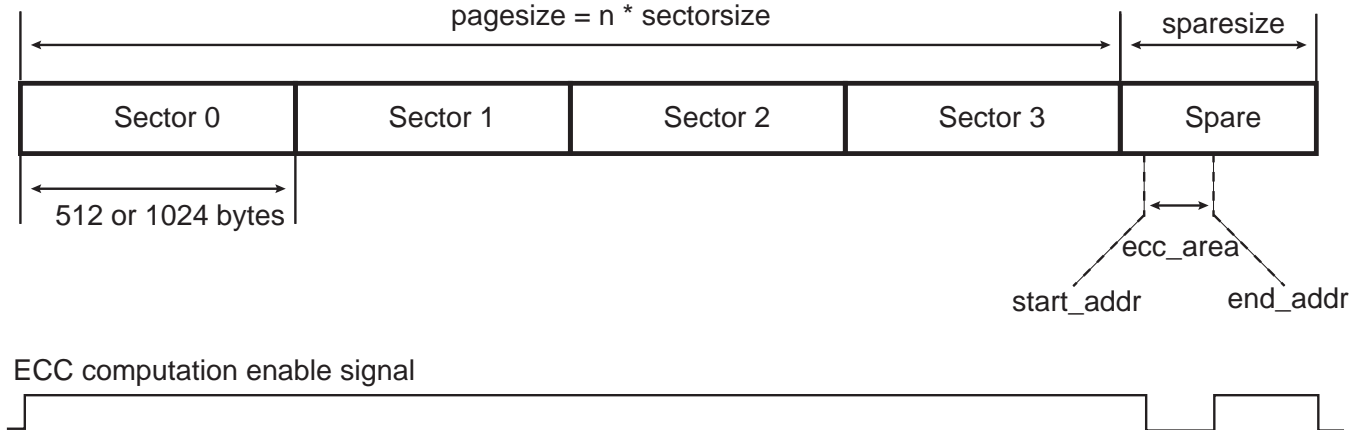 pagesize = n * sectorsize
sparesize
Sector 0 Sector 1 Sector 2 Sector 3 Spare
512 or 1024 bytes
ecc_area
start_addr end_addr
ECC computation enable signal